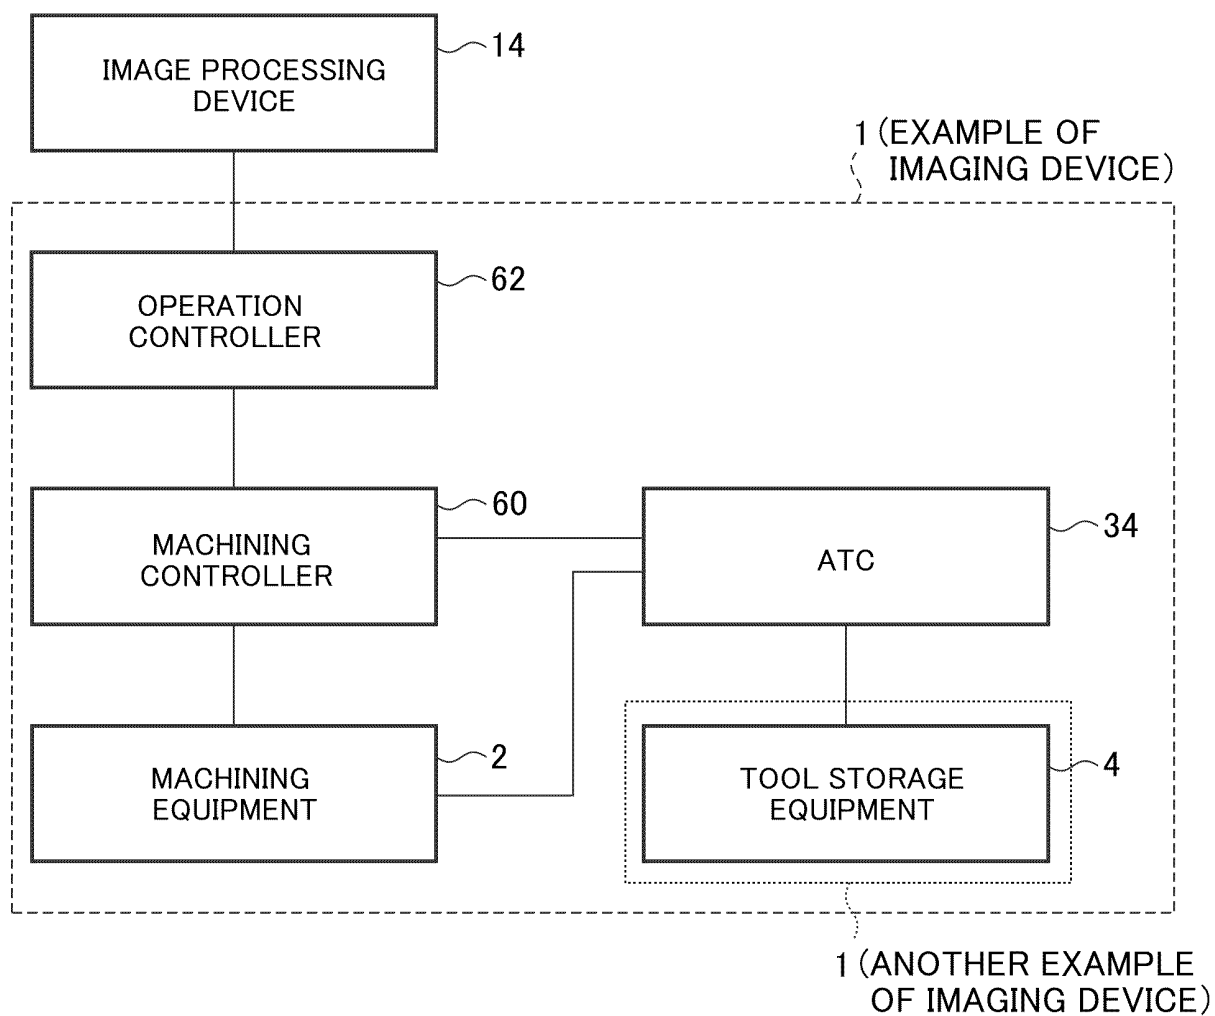 IMAGE PROCESSING
DEVICE
14
1 (EXAMPLE OF
IMAGING DEVICE)
OPERATION
CONTROLLER
62
MACHINING
CONTROLLER
60
ATC
34
MACHINING
EQUIPMENT
2
TOOL STORAGE
EQUIPMENT
4
1 (ANOTHER EXAMPLE
OF IMAGING DEVICE)